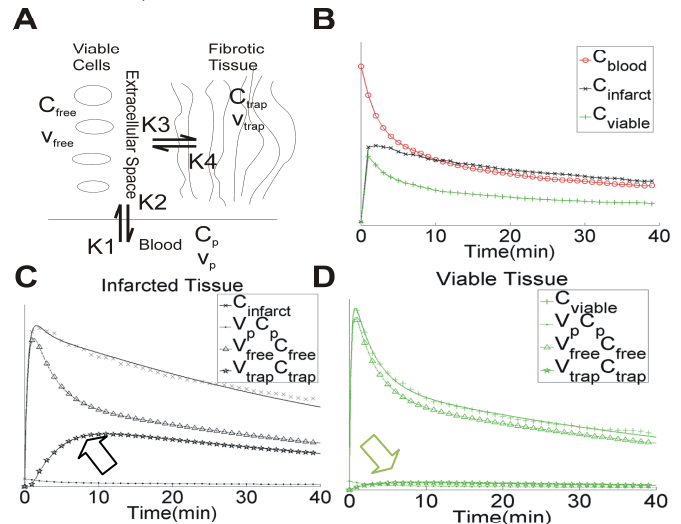 A
Viable
Cells
Fibrotic
Tissue
Extracellular Space
C free
v free
C trap
v trap
K3
K4
K2
K1
Blood
C p
v p
B
C blood
C infarct
C viable
0
10
20
30
40
Time(min)
C
Infarcted Tissue
C infarct
V p C p
V free C free
V trap C trap
0
10
20
30
40
Time(min)
D
Viable Tissue
C viable
V p C p
V free C free
V trap C trap
0
10
20
30
40
Time(min)